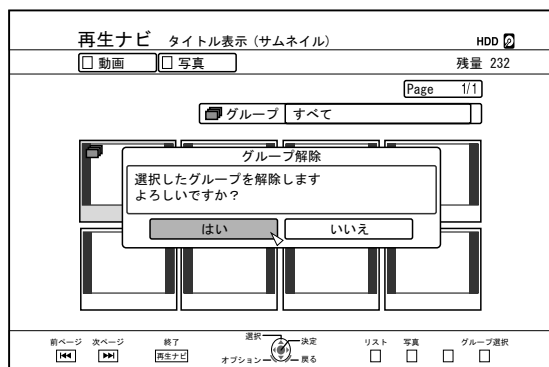 再生ナビ タイトル表示 (サムネイル) HDD
動画 写真 残量 232
Page 1/1
グループ すべて
グループ解除
選択したグループを解除します
よろしいですか？
はい いいえ
前ページ 次ページ 終了 選択 決定 リスト 写真 グループ選択
再生ナビ オプション 戻る